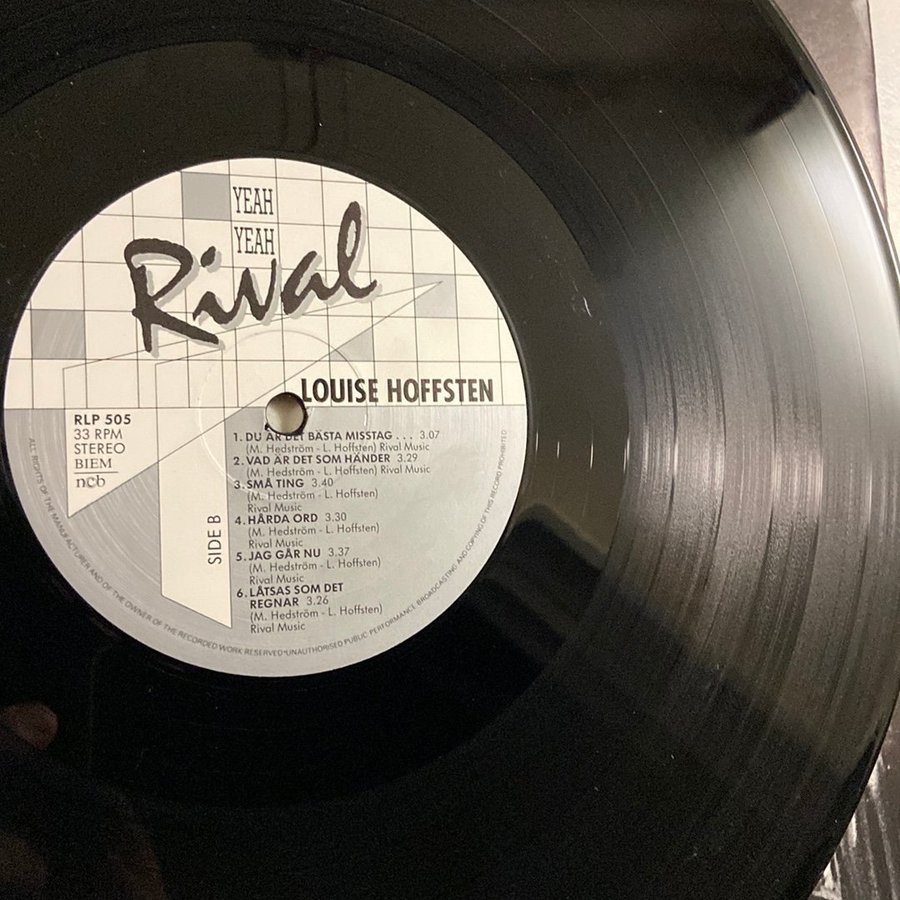 YEAH
YEAH
Rival
LOUISE HOFFSTEN
RLP 505
33 RPM
STEREO
BIEM
ncb
SIDE B
1. DU ÄR DET BÄSTA MISSTAG . . . 3.07
(M. Hedström - L. Hoffsten) Rival Music
2. VAD ÄR DET SOM HÄNDER 3.29
(M. Hedström - L. Hoffsten) Rival Music
3. SMÅ TING 3.40
(M. Hedström - L. Hoffsten)
Rival Music
4. HÅRDA ORD 3.30
(M. Hedström - L. Hoffsten)
Rival Music
5. JAG GÅR NU 3.37
(M. Hedström - L. Hoffsten)
Rival Music
6. LÅTSAS SOM DET
REGNAR 3.26
(M. Hedström - L. Hoffsten)
Rival Music
ALL RIGHTS OF THE MANUFACTURER AND OF THE OWNER OF THE RECORDED WORK RESERVED•UNAUTHORISED PUBLIC PERFORMANCE BROADCASTING AND COPYING OF THIS RECORD PROHIBITED